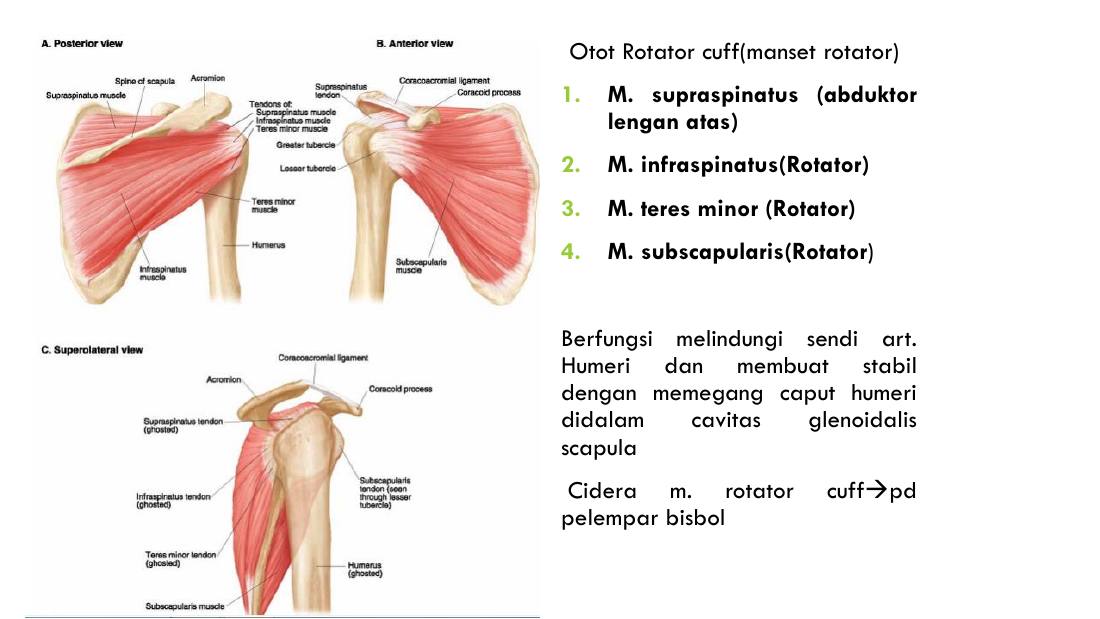 A. Posterior view
Spine of scapula
Acromion
Supraspinatus muscle
Tendons of:
Supraspinatus muscle
Infraspinatus muscle
Teres minor muscle
Teres minor
muscle
Humerus
Infraspinatus
muscle
B. Anterior view
Supraspinatus
tendon
Coracoacromial ligament
Coracoid process
Greater tubercle
Lesser tubercle
Subscapularis
muscle
C. Superolateral view
Coracoacromial ligament
Acromion
Coracoid process
Supraspinatus tendon
(ghosted)
Infraspinatus tendon
(ghosted)
Subscapularis
tendon (seen
through lesser
tubercle)
Teres minor tendon
(ghosted)
Humerus
(ghosted)
Subscapularis muscle
Otot Rotator cuff(manset rotator)
1. M. supraspinatus (abduktor
lengan atas)
2. M. infraspinatus(Rotator)
3. M. teres minor (Rotator)
4. M. subscapularis(Rotator)
Berfungsi melindungi sendi art.
Humeri dan membuat stabil
dengan memegang caput humeri
didalam cavitas glenoidalis
scapula
Cidera m. rotator cuff→pd
pelempar bisbol